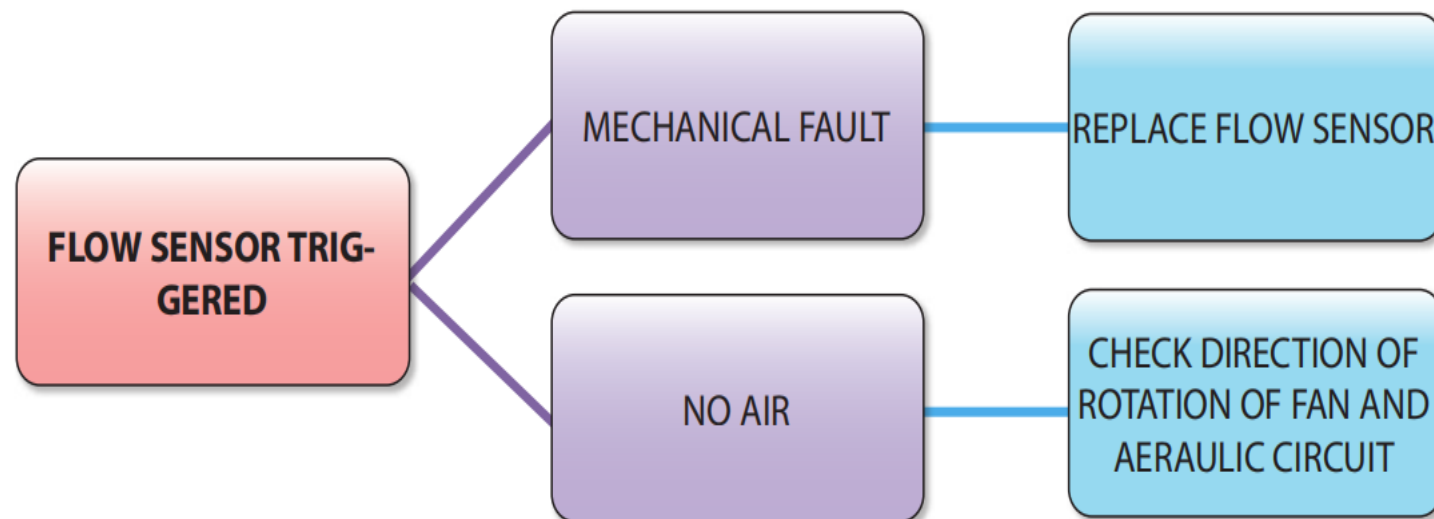 FLOW SENSOR TRIG-
GERED
MECHANICAL FAULT
REPLACE FLOW SENSOR
NO AIR
CHECK DIRECTION OF
ROTATION OF FAN AND
AERAULIC CIRCUIT